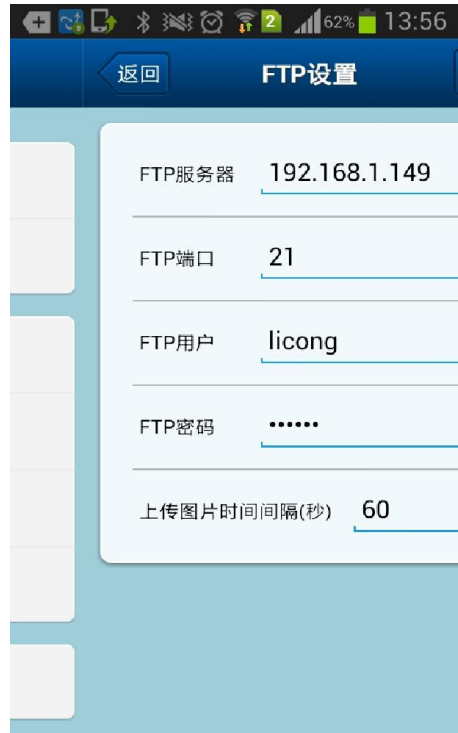 2 62% 13:56
返回 FTP设置
FTP服务器 192.168.1.149
FTP端口 21
FTP用户 licong
FTP密码 ••••••
上传图片时间间隔(秒) 60